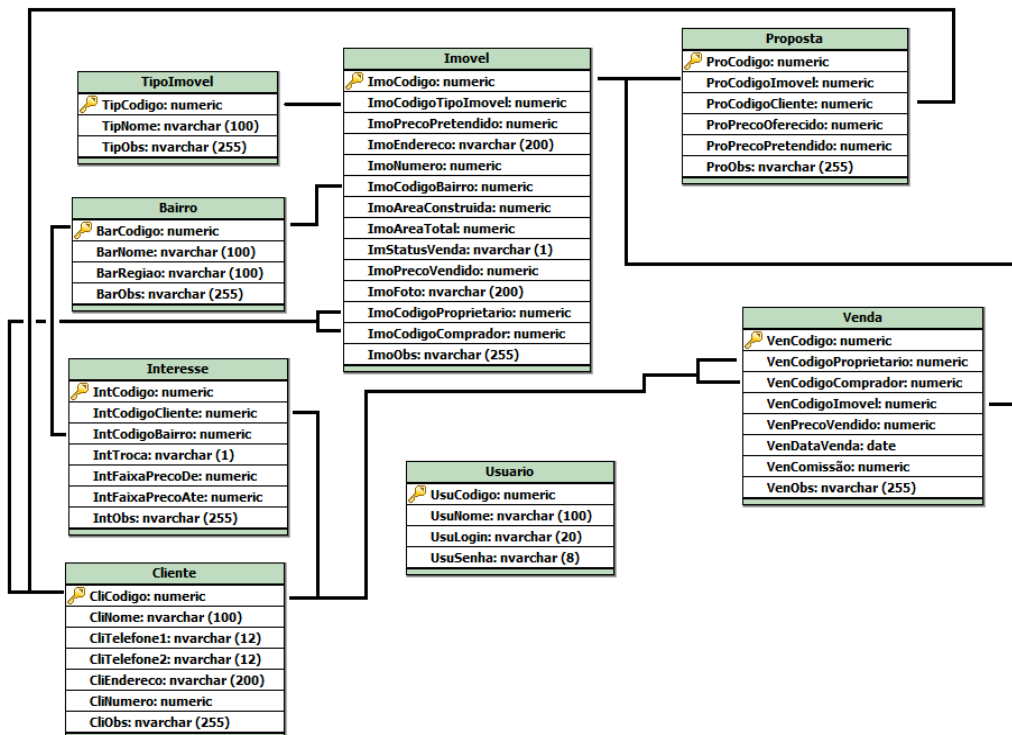 TipoImovel
TipCodigo: numeric
TipNome: nvarchar (100)
TipObs: nvarchar (255)
Bairro
BarCodigo: numeric
BarNome: nvarchar (100)
BarRegiao: nvarchar (100)
BarObs: nvarchar (255)
Interesse
IntCodigo: numeric
IntCodigoCliente: numeric
IntCodigoBairro: numeric
IntTroca: nvarchar (1)
IntFaixaPrecoDe: numeric
IntFaixaPrecoAte: numeric
IntObs: nvarchar (255)
Cliente
CliCodigo: numeric
CliNome: nvarchar (100)
CliTelefone1: nvarchar (12)
CliTelefone2: nvarchar (12)
CliEndereco: nvarchar (200)
CliNumero: numeric
CliObs: nvarchar (255)
Imovel
ImoCodigo: numeric
ImoCodigoTipoImovel: numeric
ImoPrecoPretendido: numeric
ImoEndereco: nvarchar (200)
ImoNumero: numeric
ImoCodigoBairro: numeric
ImoAreaConstruida: numeric
ImoAreaTotal: numeric
ImStatusVenda: nvarchar (1)
ImoPrecoVendido: numeric
ImoFoto: nvarchar (200)
ImoCodigoProprietario: numeric
ImoCodigoComprador: numeric
ImoObs: nvarchar (255)
Usuario
UsuCodigo: numeric
UsuNome: nvarchar (100)
UsuLogin: nvarchar (20)
UsuSenha: nvarchar (8)
Proposta
ProCodigo: numeric
ProCodigoImovel: numeric
ProCodigoCliente: numeric
ProPrecoOferecido: numeric
ProPrecoPretendido: numeric
ProObs: nvarchar (255)
Venda
VenCodigo: numeric
VenCodigoProprietario: numeric
VenCodigoComprador: numeric
VenCodigoImovel: numeric
VenPrecoVendido: numeric
VenDataVenda: date
VenComissão: numeric
VenObs: nvarchar (255)